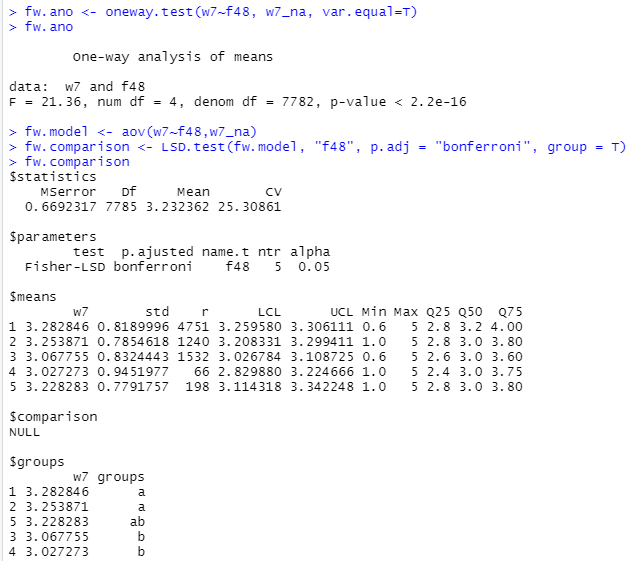 > fw.ano <- oneway.test(w7~f48, w7_na, var.equal=T)
> fw.ano
One-way analysis of means
data:  w7 and f48
F = 21.36, num df = 4, denom df = 7782, p-value < 2.2e-16
> fw.model <- aov(w7~f48,w7_na)
> fw.comparison <- LSD.test(fw.model, "f48", p.adj = "bonferroni", group = T)
> fw.comparison
$statistics
MSerror Df Mean CV
0.6692317 7785 3.232362 25.30861
$parameters
test p.ajusted name.t ntr alpha
Fisher-LSD bonferroni f48 5 0.05
$means
w7 std r LCL UCL Min Max Q25 Q50 Q75
1 3.282846 0.8189996 4751 3.259580 3.306111 0.6 5 2.8 3.2 4.00
2 3.253871 0.7854618 1240 3.208331 3.299411 1.0 5 2.8 3.0 3.80
3 3.067755 0.8324443 1532 3.026784 3.108725 0.6 5 2.6 3.0 3.60
4 3.027273 0.9451977 66 2.829880 3.224666 1.0 5 2.4 3.0 3.75
5 3.228283 0.7791757 198 3.114318 3.342248 1.0 5 2.8 3.0 3.80
$comparison
NULL
$groups
w7 groups
1 3.282846 a
2 3.253871 a
5 3.228283 ab
3 3.067755 b
4 3.027273 b